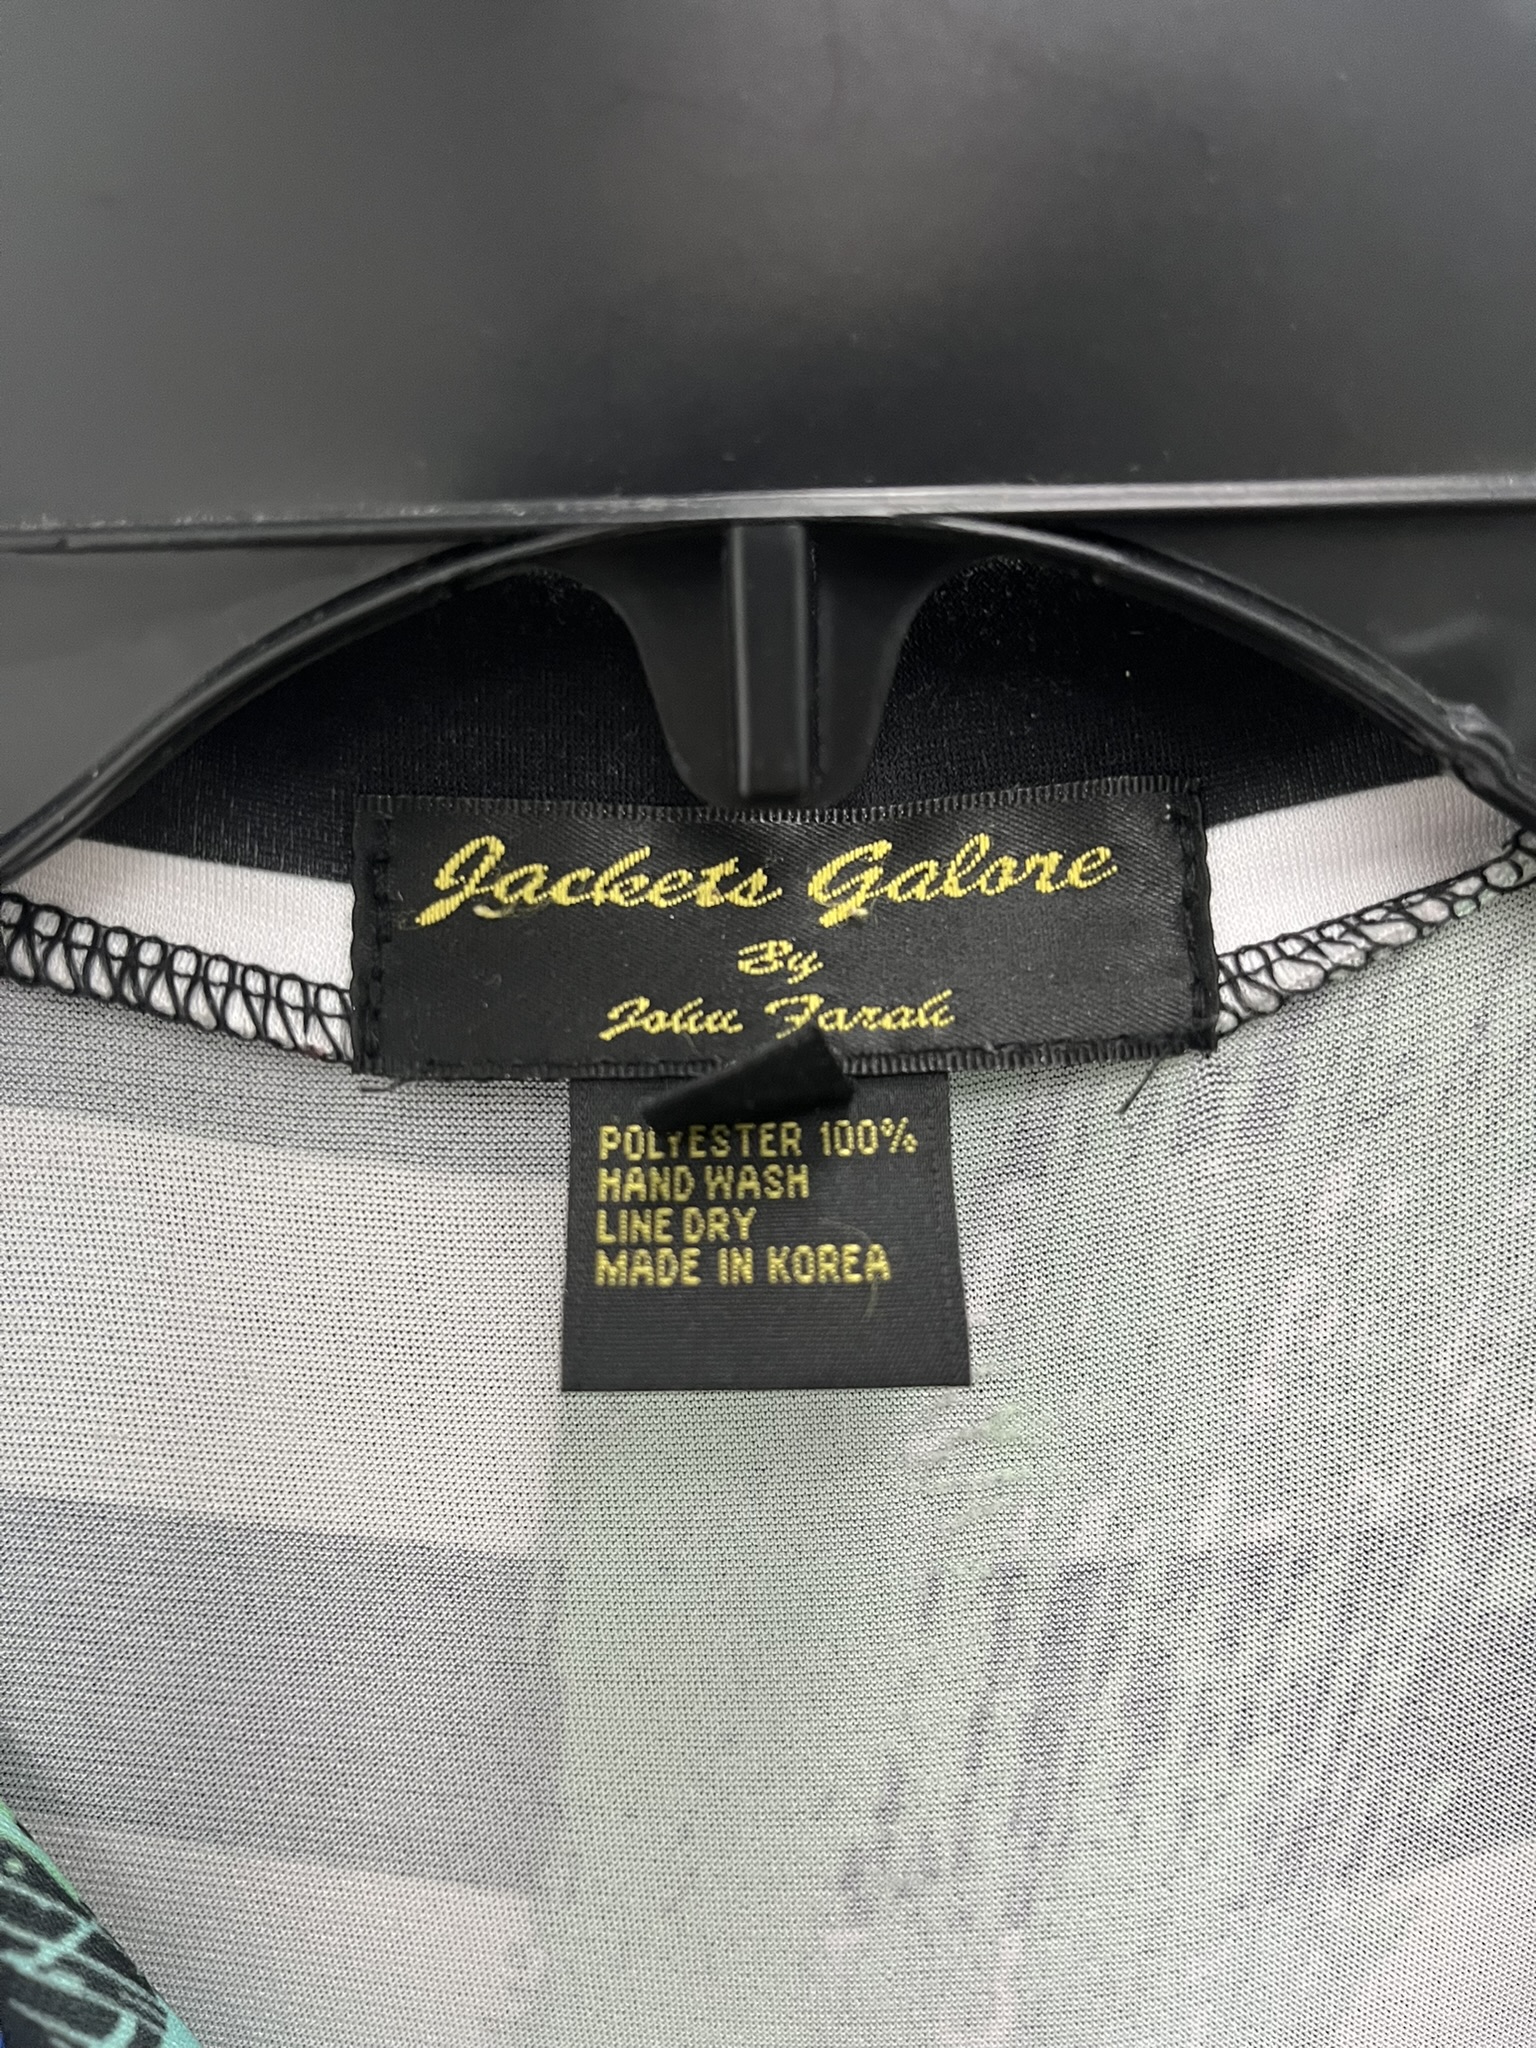 Jackets Galore
By
John Farah
POLYESTER 100%
HAND WASH
LINE DRY
MADE IN KOREA